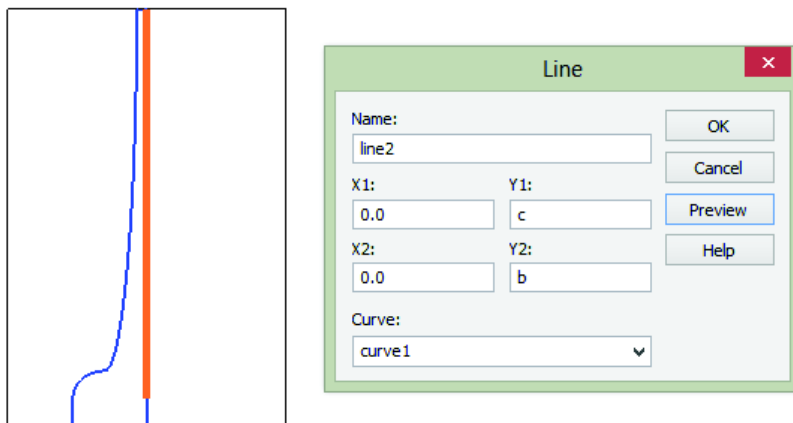 Line
Name:
line2
OK
Cancel
X1:
Y1:
0.0
c
Preview
X2:
Y2:
Help
0.0
b
Curve:
curve1